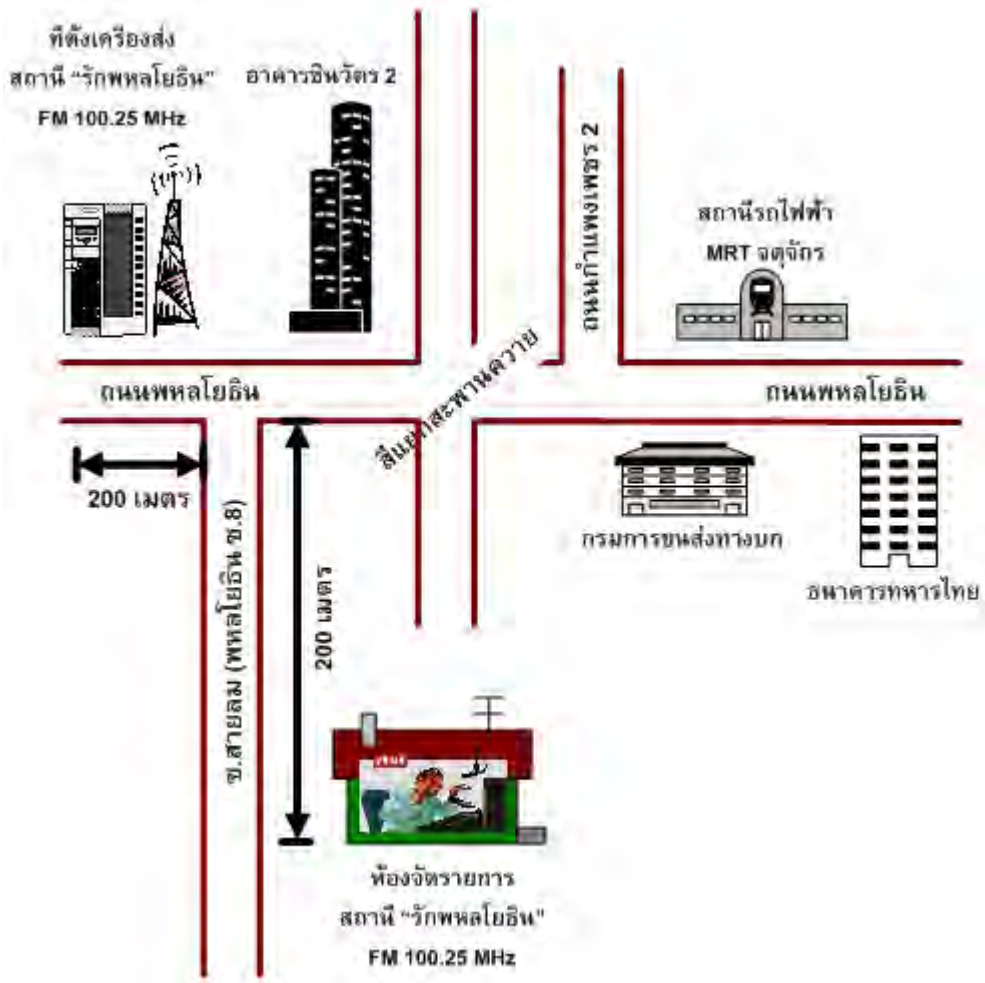 ที่ตั้งเครื่องส่ง
สถานี "รักพหลโยธิน"
FM 100.25 MHz
อาคารชินวัตร 2
ถนนกำแพงเพชร 2
สถานีรถไฟฟ้า
MRT จตุจักร
ถนนพหลโยธิน
สี่แยกสะพานควาย
ถนนพหลโยธิน
200 เมตร
ซ.สายลม (พหลโยธิน ซ.8)
200 เมตร
กรมการขนส่งทางบก
ธนาคารทหารไทย
ห้องจัดรายการ
สถานี "รักพหลโยธิน"
FM 100.25 MHz